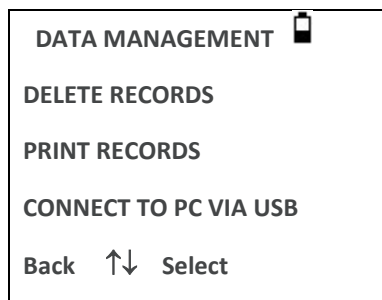 DATA MANAGEMENT
DELETE RECORDS
PRINT RECORDS
CONNECT TO PC VIA USB
Back ↑↓ Select